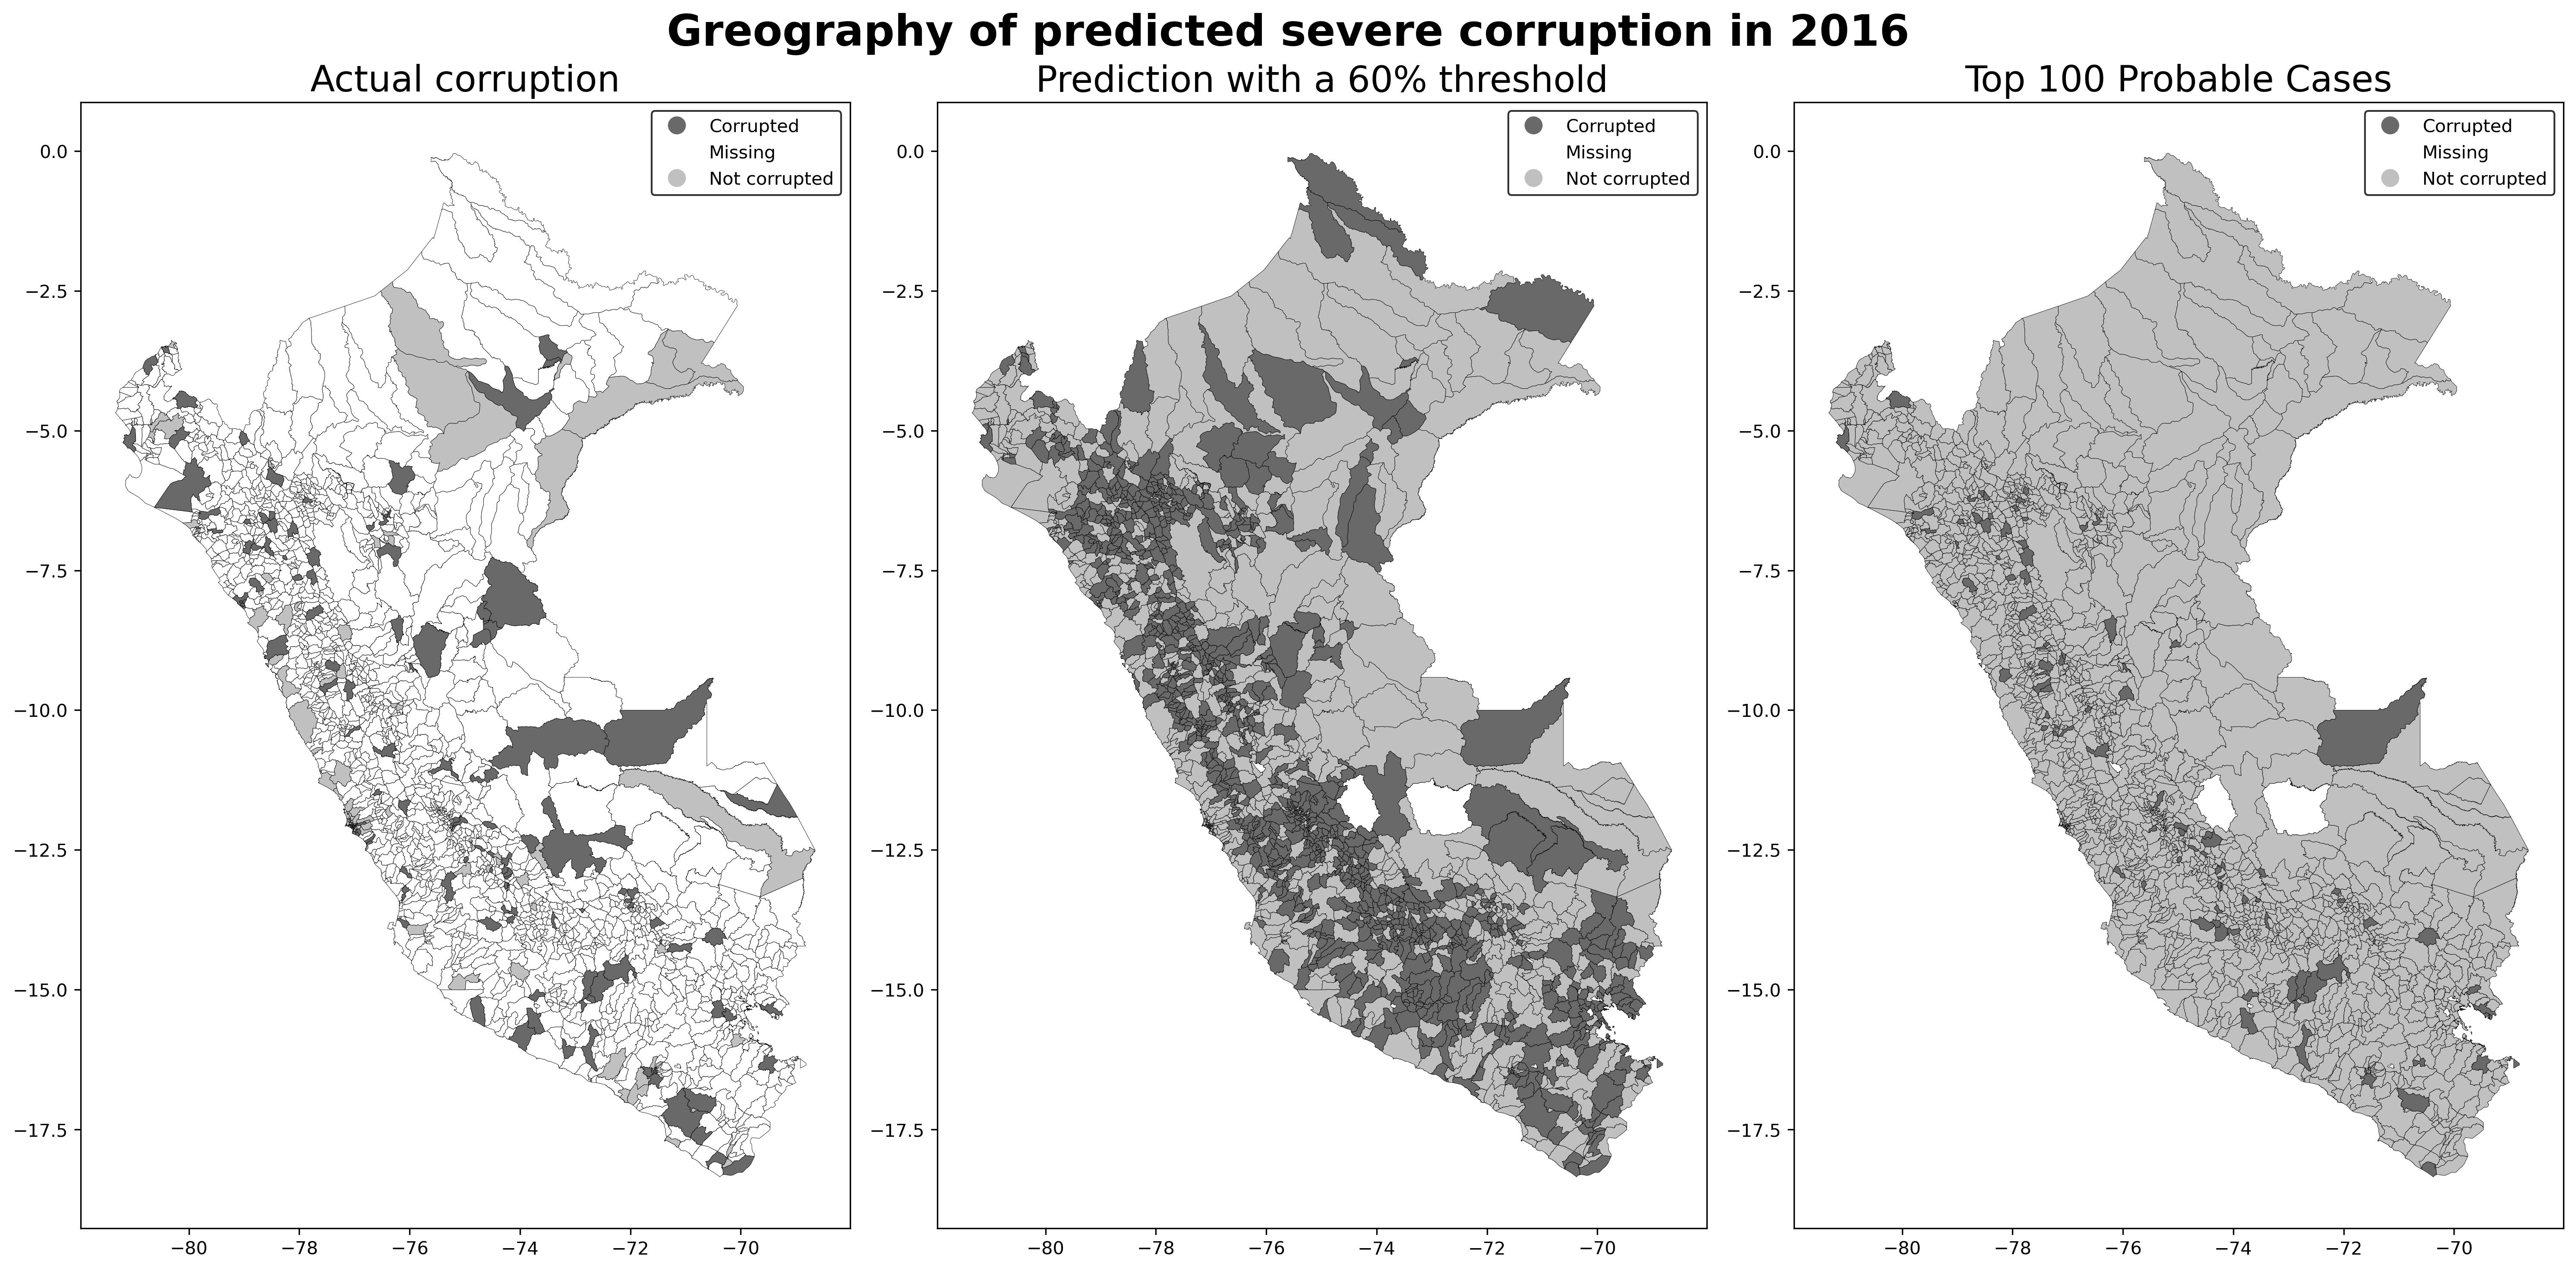 Greography of predicted severe corruption in 2016
Actual corruption
Corrupted
Missing
Not corrupted
0.0
−2.5
−5.0
−7.5
−10.0
−12.5
−15.0
−17.5
−80 −78 −76 −74 −72 −70
Prediction with a 60% threshold
Corrupted
Missing
Not corrupted
0.0
−2.5
−5.0
−7.5
−10.0
−12.5
−15.0
−17.5
−80 −78 −76 −74 −72 −70
Top 100 Probable Cases
Corrupted
Missing
Not corrupted
0.0
−2.5
−5.0
−7.5
−10.0
−12.5
−15.0
−17.5
−80 −78 −76 −74 −72 −70